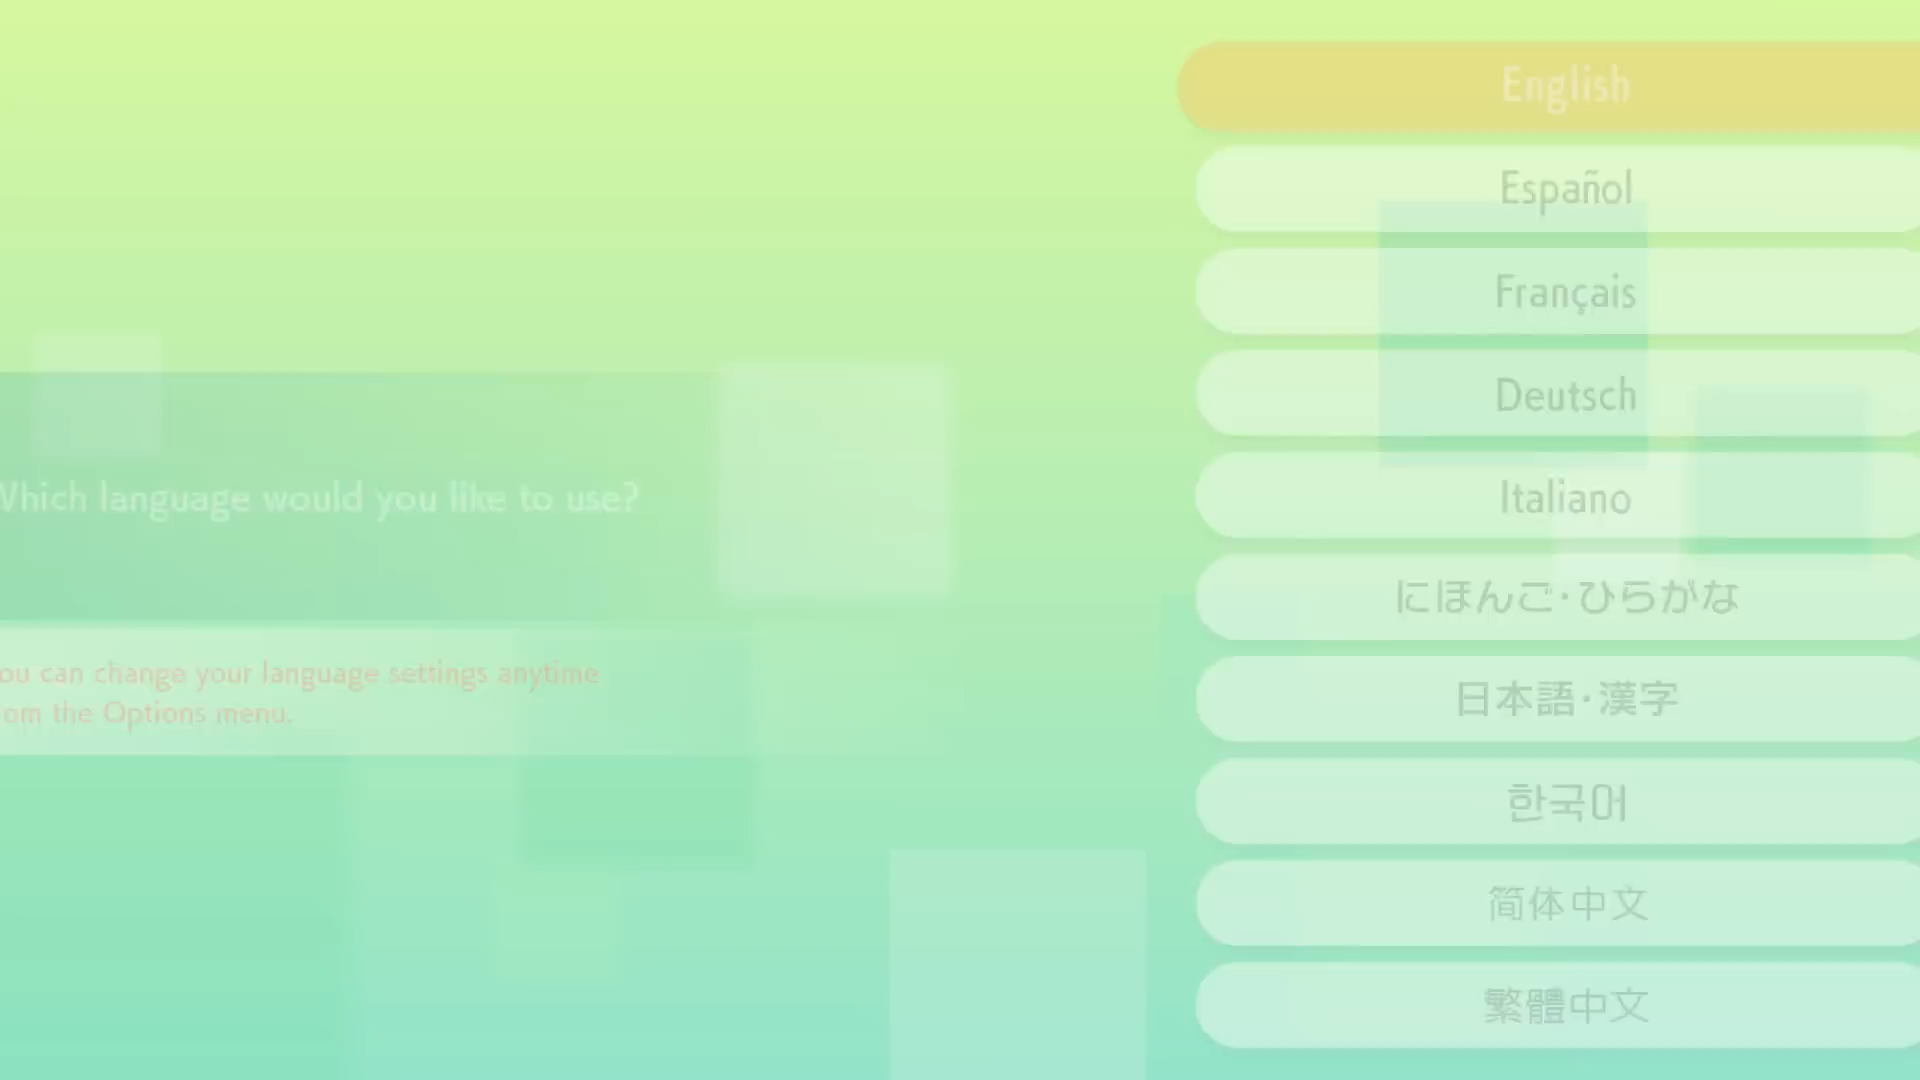 Which language would you like to use?
ou can change your language settings anytime
om the Options menu.
English
Español
Français
Deutsch
Italiano
にほんご·ひらがな
日本語·漢字
한국어
简体中文
繁體中文